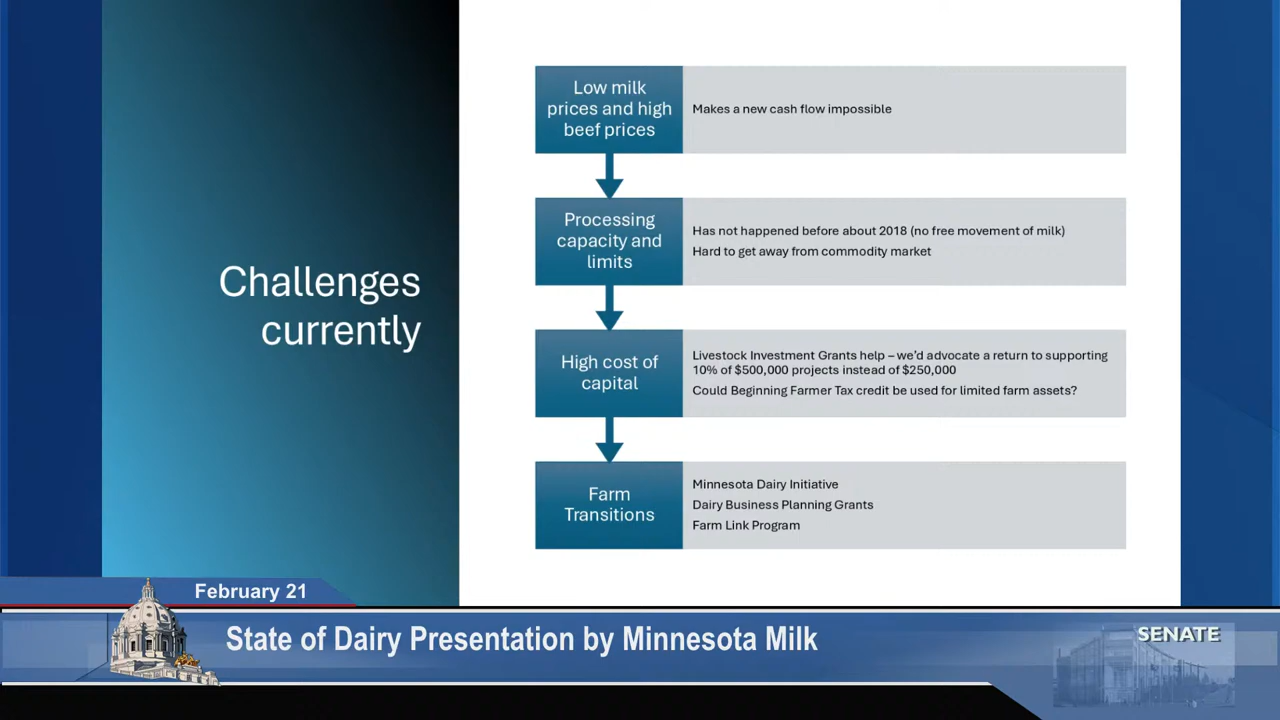 Challenges
currently
Low milk
prices and high
beef prices
Makes a new cash flow impossible
Processing
capacity and
limits
Has not happened before about 2018 (no free movement of milk)
Hard to get away from commodity market
High cost of
capital
Livestock Investment Grants help – we’d advocate a return to supporting
10% of $500,000 projects instead of $250,000
Could Beginning Farmer Tax credit be used for limited farm assets?
Farm
Transitions
Minnesota Dairy Initiative
Dairy Business Planning Grants
Farm Link Program
February 21
State of Dairy Presentation by Minnesota Milk
SENATE